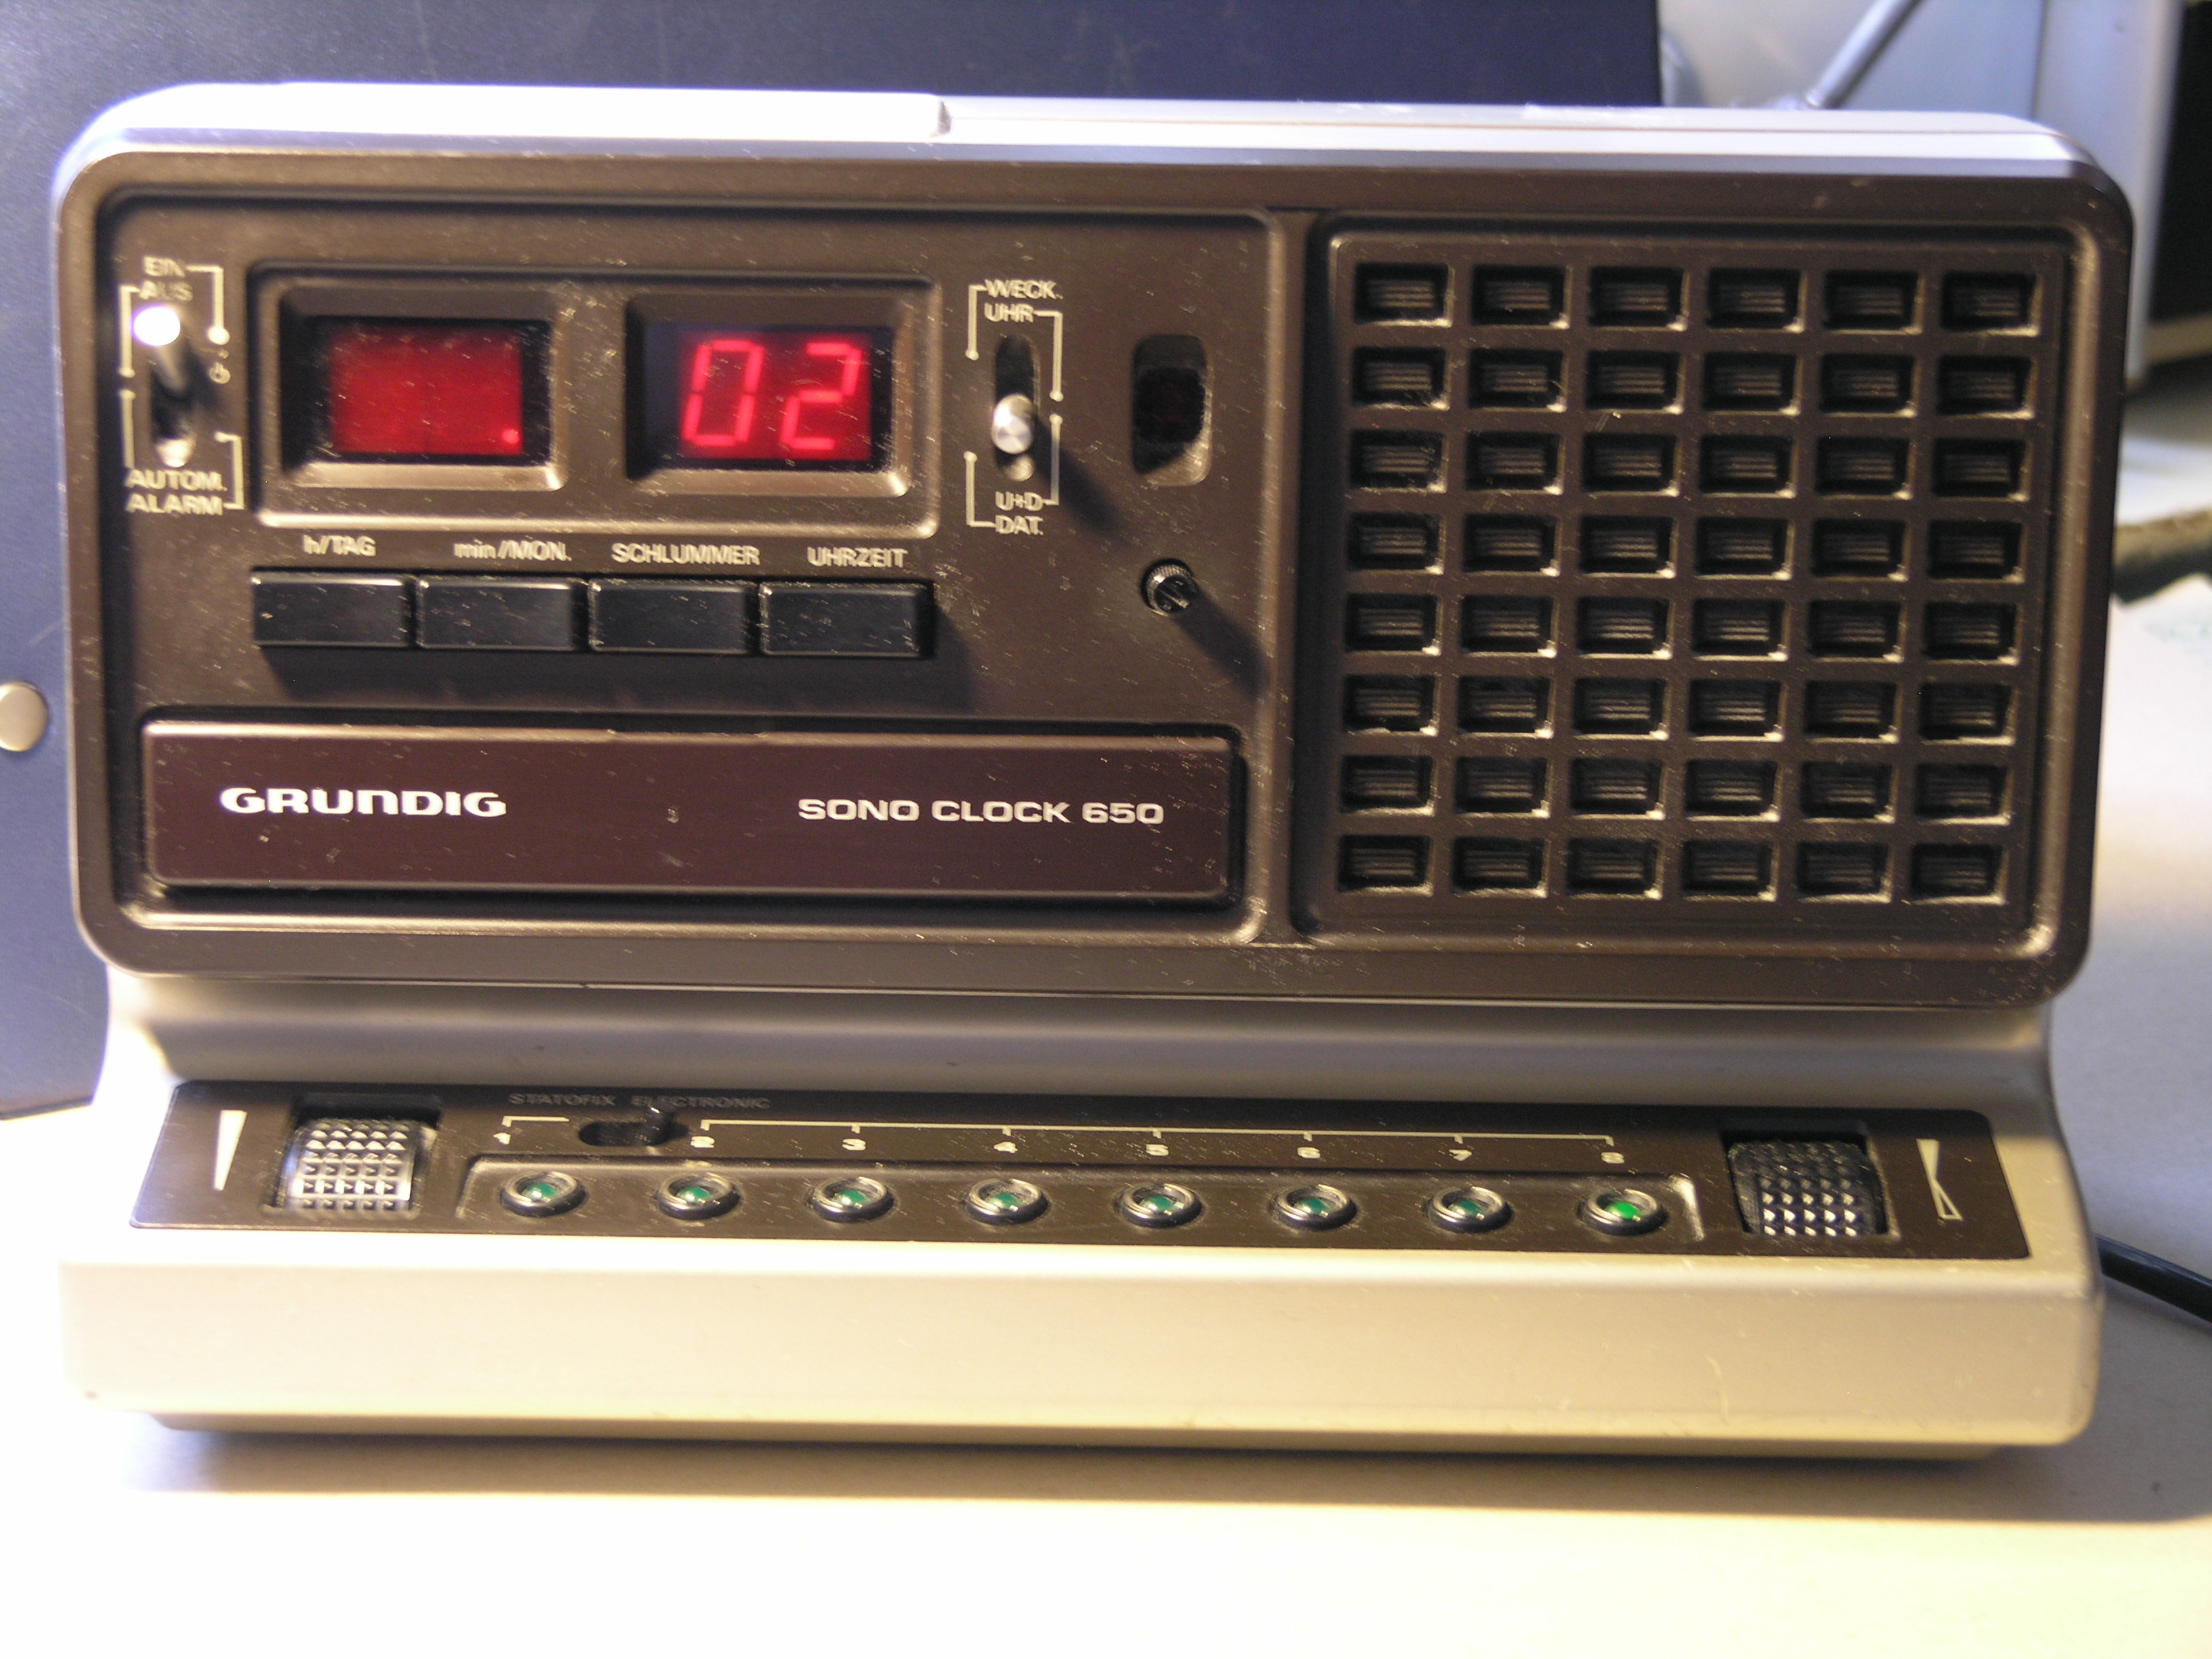 EIN
AUS
AUTOM.
ALARM
02
WECK.
UHR
U+D
DAT.
h/TAG min/MON. SCHLUMMER UHRZEIT
GRUNDIG SONO CLOCK 650
STATOFIX ELECTRONIC
1 2 3 4 5 6 7 8